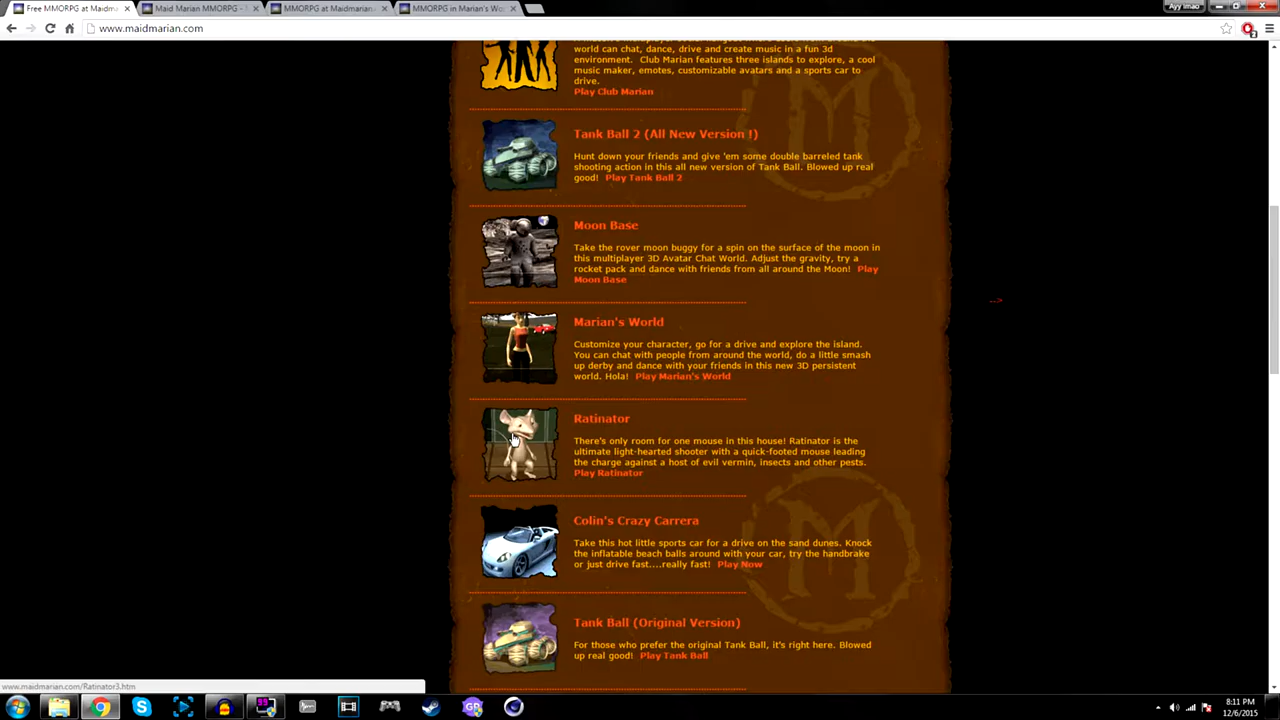 Free MMORPG at Maidmar
Maid Marian MMORPG -
MMORPG at Maidmarian.
MMORPG in Marian's Wo
Ayy lmao
www.maidmarian.com
world can chat, dance, drive and create music in a fun 3d
environment. Club Marian features three islands to explore, a cool
music maker, emotes, customizable avatars and a sports car to
drive.
Play Club Marian
Tank Ball 2 (All New Version !)
Hunt down your friends and give 'em some double barreled tank
shooting action in this all new version of Tank Ball. Blowed up real
good! Play Tank Ball 2
Moon Base
Take the rover moon buggy for a spin on the surface of the moon in
this multiplayer 3D Avatar Chat World. Adjust the gravity, try a
rocket pack and dance with friends from all around the Moon! Play
Moon Base
-->
Marian's World
Customize your character, go for a drive and explore the island.
You can chat with people from around the world, do a little smash
up derby and dance with your friends in this new 3D persistent
world. Hola! Play Marian's World
Ratinator
There's only room for one mouse in this house! Ratinator is the
ultimate light-hearted shooter with a quick-footed mouse leading
the charge against a host of evil vermin, insects and other pests.
Play Ratinator
Colin's Crazy Carrera
Take this hot little sports car for a drive on the sand dunes. Knock
the inflatable beach balls around with your car, try the handbrake
or just drive fast....really fast! Play Now
Tank Ball (Original Version)
For those who prefer the original Tank Ball, it's right here. Blowed
up real good! Play Tank Ball
www.maidmarian.com/Ratinator3.htm
99
GP
8:11 PM
12/6/2015